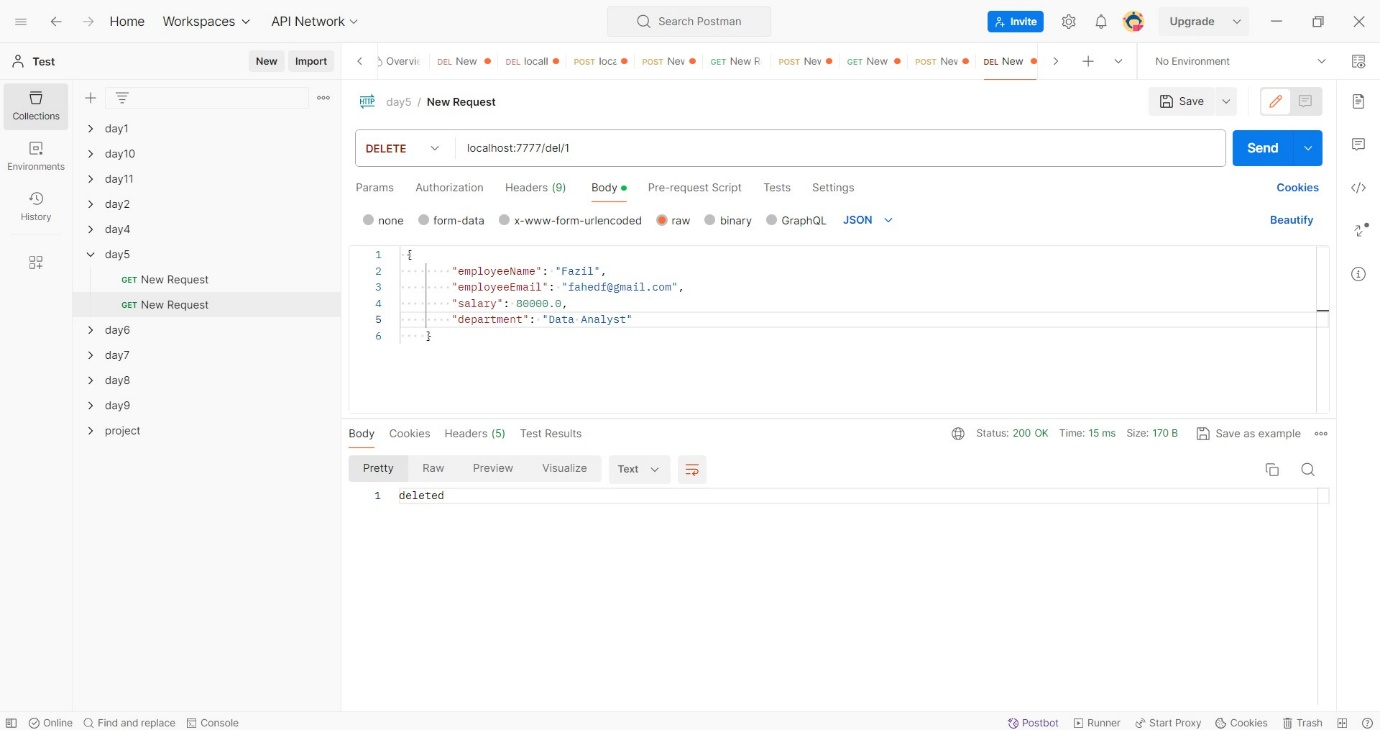 Home Workspaces API Network Search Postman Invite Upgrade
Test New Import
Overvie DEL New DEL locall POST loca POST New GET New R POST New GET New POST New DEL New No Environment
Collections
Environments
History
day1
day10
day11
day2
day4
day5
GET New Request
GET New Request
day6
day7
day8
day9
project
HTTP day5 / New Request Save
DELETE localhost:7777/del/1 Send
Params Authorization Headers (9) Body Pre-request Script Tests Settings Cookies
none form-data x-www-form-urlencoded raw binary GraphQL JSON Beautify
1 {
2 "employeeName": "Fazil",
3 "employeeEmail": "fahedf@gmail.com",
4 "salary": 80000.0,
5 "department": "Data Analyst"
6 }
Body Cookies Headers (5) Test Results Status: 200 OK Time: 15 ms Size: 170 B Save as example
Pretty Raw Preview Visualize Text
1 deleted
Online Find and replace Console Postbot Runner Start Proxy Cookies Trash